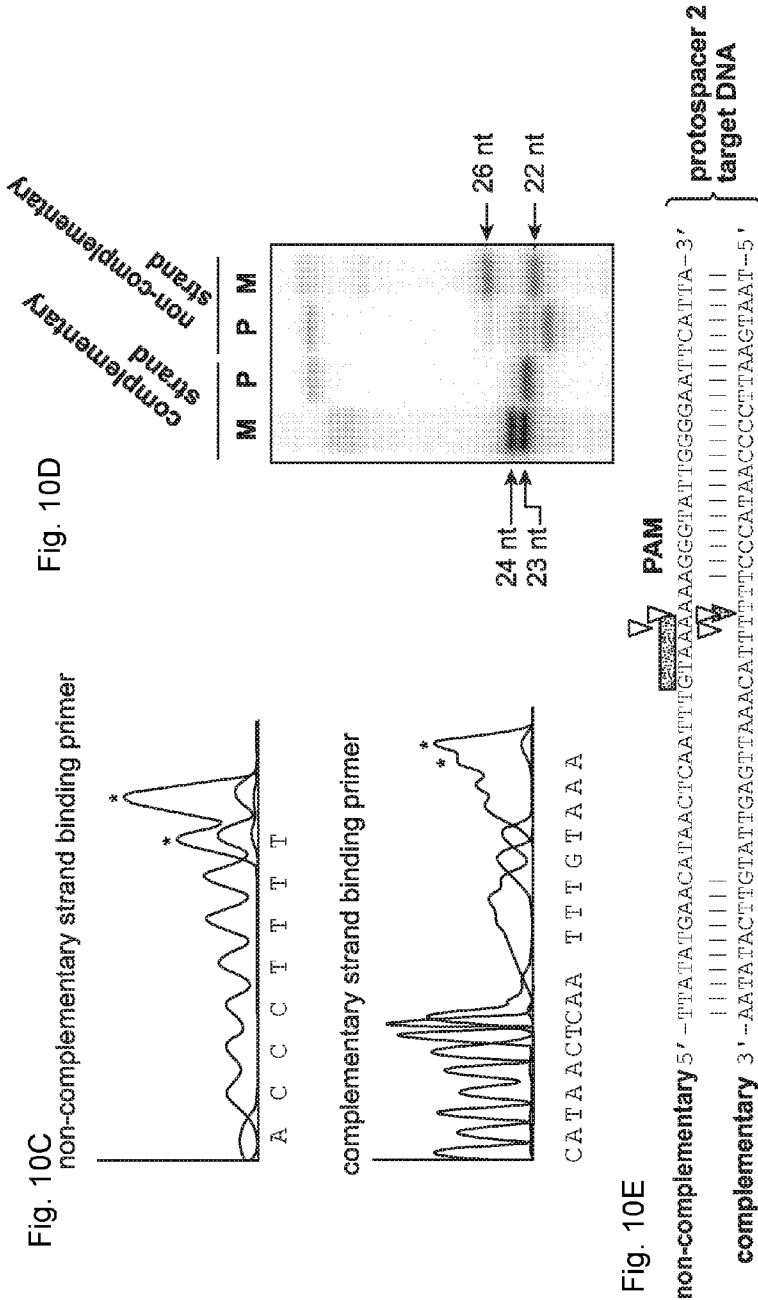 Fig. 10C
non-complementary strand binding primer
*
*
A C C C T T T T T
complementary strand binding primer
*
*
CATAACTCAA TTTGTAAA
Fig. 10D
complementary strand
non-complementary strand
M P P M
24 nt
23 nt
26 nt
22 nt
Fig. 10E
PAM
non-complementary 5'-TTATATGAACATAACTCAATTTGTAAAAAAGGGTATTGGGGAATTCATTA-3'
complementary 3'-AATATACTTGTATTGAGTTAAACATTTTTTCCCATAACCCCTTAAGTAAT-5'
protospacer 2
target DNA